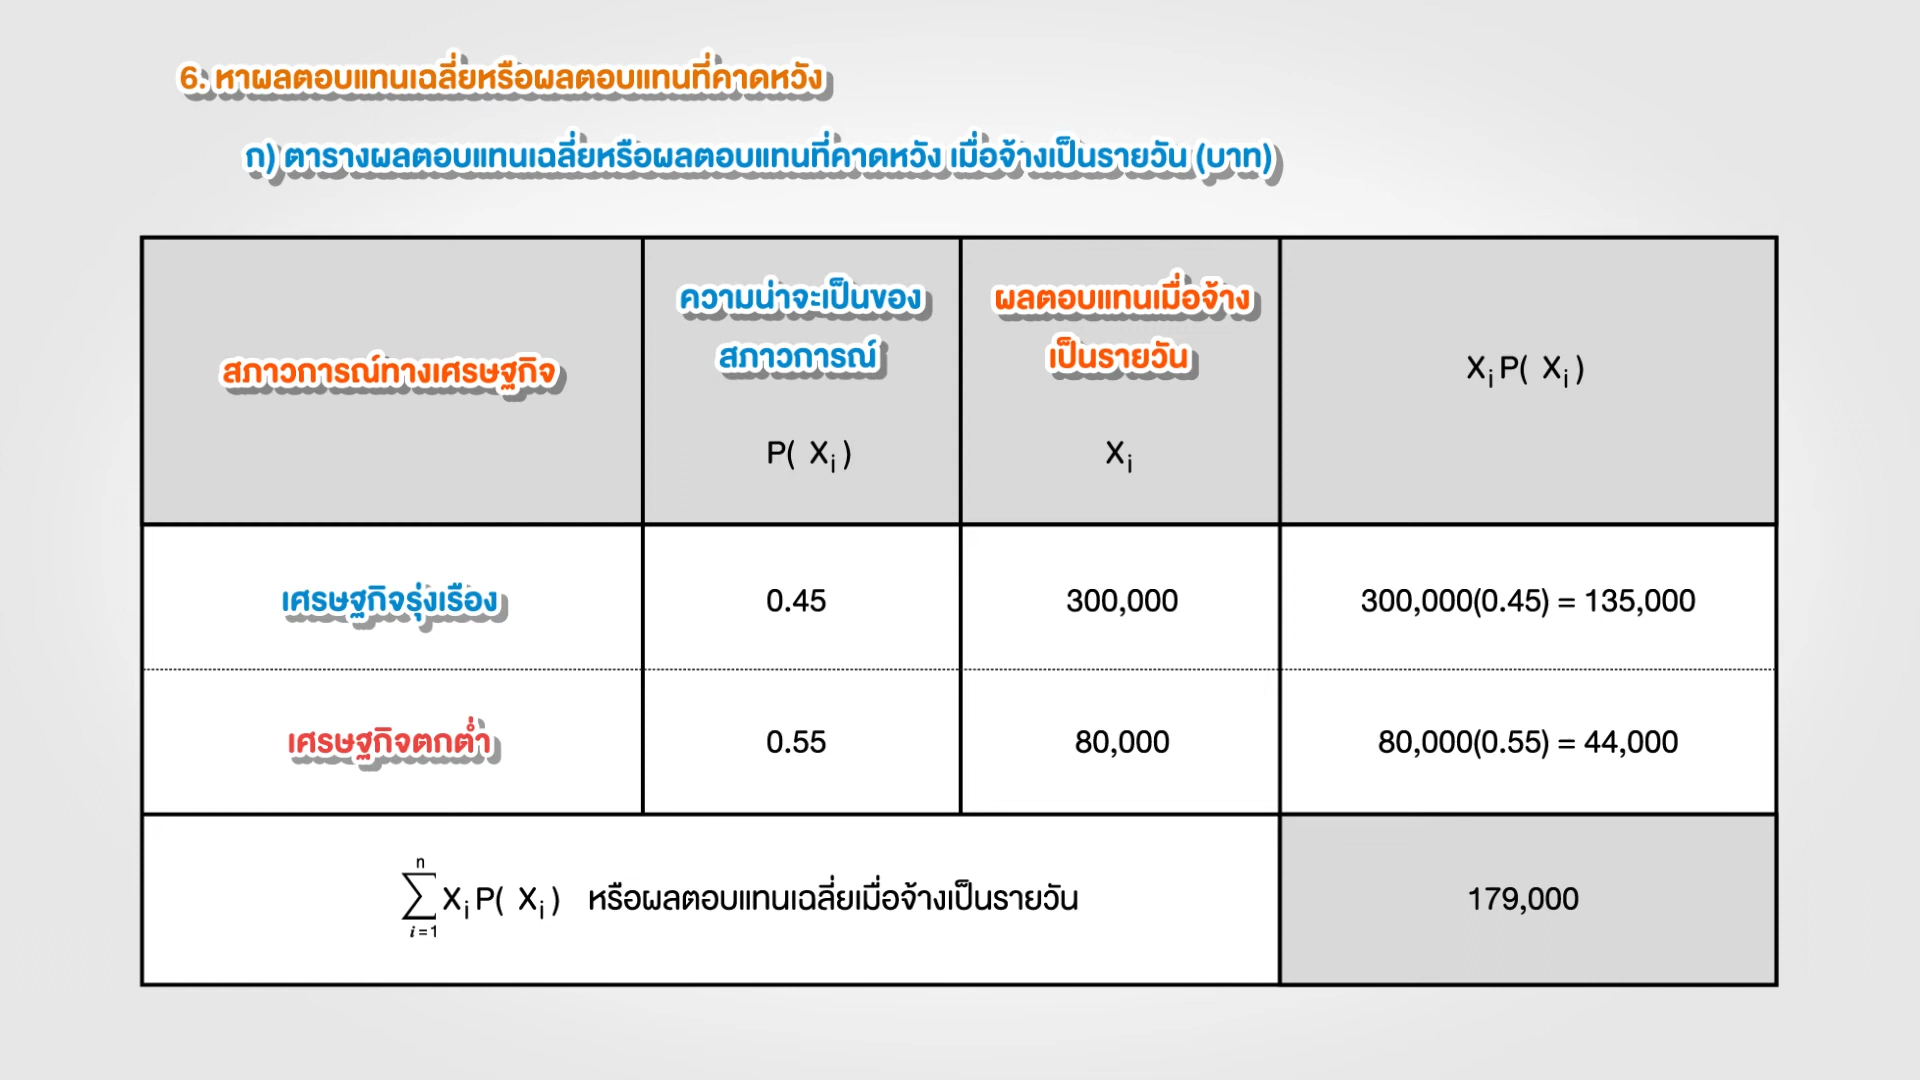 6. หาผลตอบแทนเฉลี่ยหรือผลตอบแทนที่คาดหวัง
ก) ตารางผลตอบแทนเฉลี่ยหรือผลตอบแทนที่คาดหวัง เมื่อจ้างเป็นรายวัน (บาท)
สภาวการณ์ทางเศรษฐกิจ
ความน่าจะเป็นของ
สภาวการณ์
P( Xᵢ )
ผลตอบแทนเมื่อจ้าง
เป็นรายวัน
Xᵢ
XᵢP( Xᵢ )
เศรษฐกิจรุ่งเรือง 0.45 300,000 300,000(0.45) = 135,000
เศรษฐกิจตกต่ำ 0.55 80,000 80,000(0.55) = 44,000
n
∑ XᵢP( Xᵢ ) หรือผลตอบแทนเฉลี่ยเมื่อจ้างเป็นรายวัน 179,000
i=1